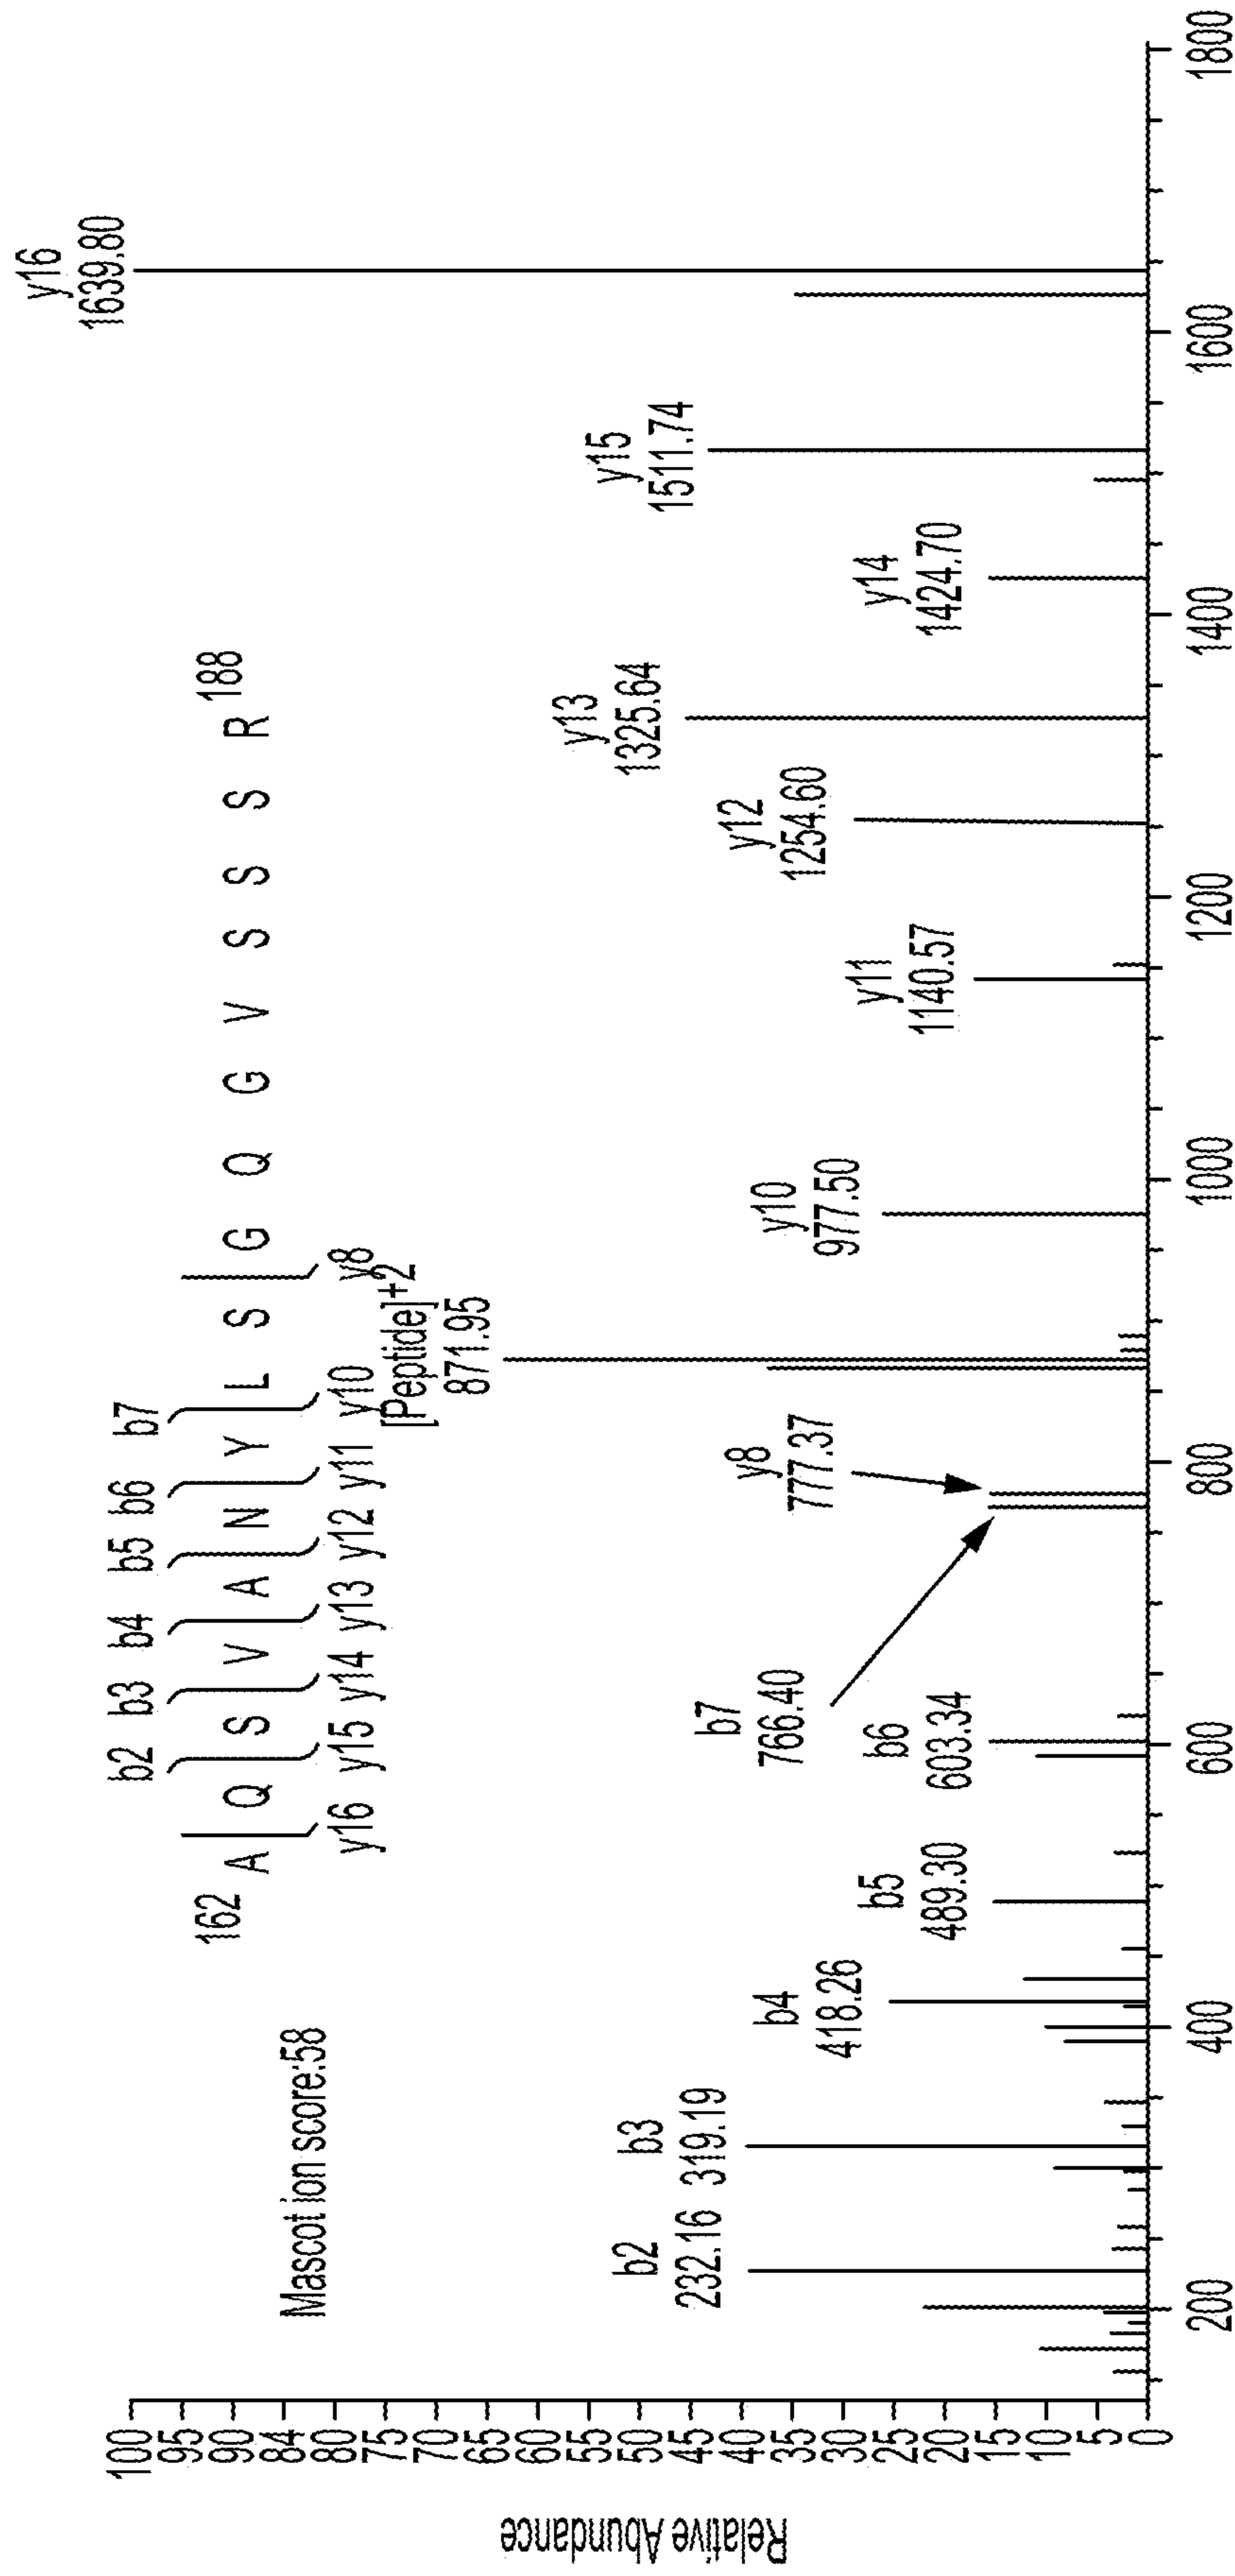 Mascot ion score:58
b2 b3 b4 b5 b6 b7
162 A Q S V A N Y L S G Q G V S S S R 188
y16 y15 y14 y13 y12 y11 y10 y8
Relative Abundance
100
95
90
84
80
75
70
65
60
55
50
45
40
35
30
25
20
15
10
5
0
b2
232.16
b3
319.19
b4
418.26
b5
489.30
b6
603.34
b7
766.40
y8
777.37
[Peptide]+2
871.95
y10
977.50
y11
1140.57
y12
1254.60
y13
1325.64
y14
1424.70
y15
1511.74
y16
1639.80
200 400 600 800 1000 1200 1400 1600 1800